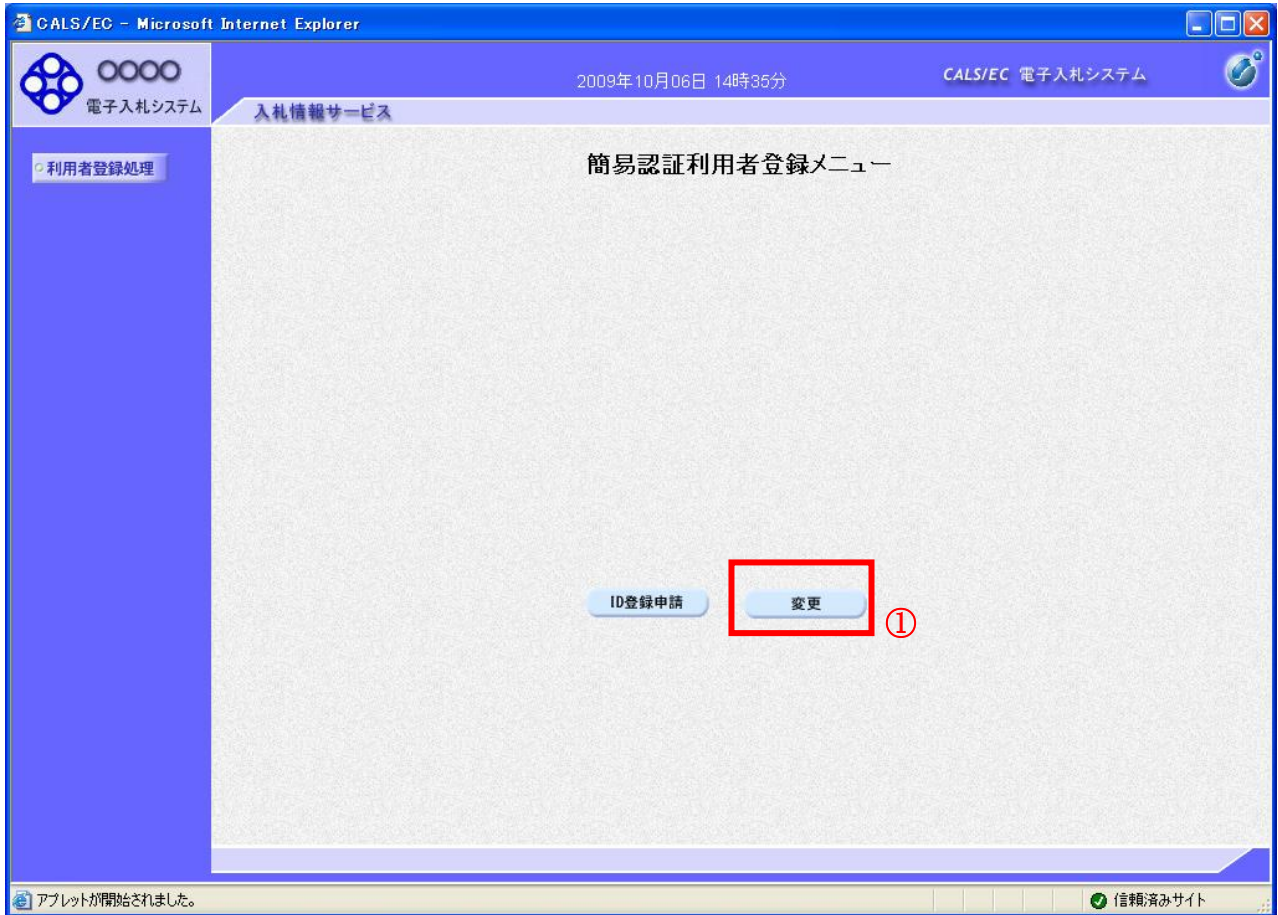 CALS/EC - Microsoft Internet Explorer
〇〇〇〇
電子入札システム
2009年10月06日 14時35分
CALS/EC 電子入札システム
入札情報サービス
利用者登録処理
簡易認証利用者登録メニュー
ID登録申請
変更
①
アプレットが開始されました。
信頼済みサイト